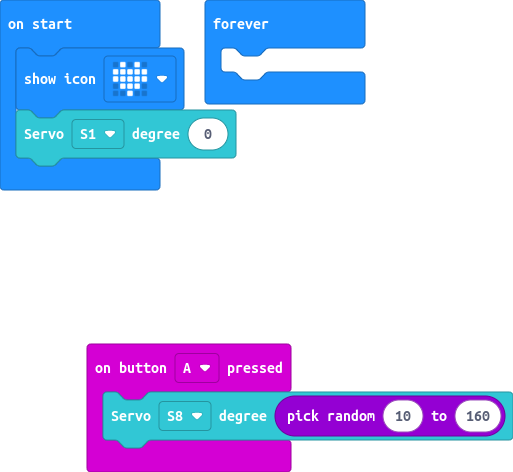 on start
forever
show icon
Servo S1 degree 0
on button A pressed
Servo S8 degree pick random 10 to 160